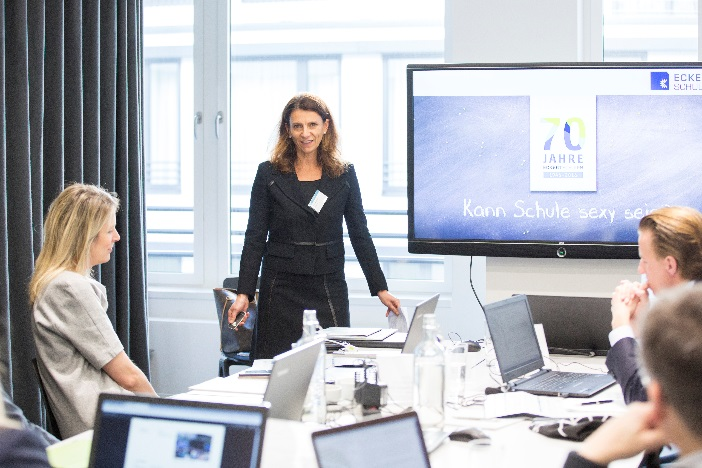 ECKE
SCHUL
70
JAHRE
Kann Schule sexy sei